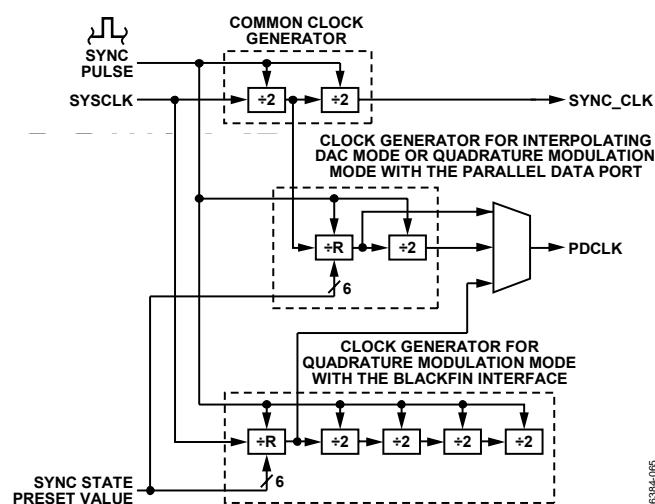 COMMON CLOCK
GENERATOR
SYNC
PULSE
SYSCLK
÷2
÷2
SYNC_CLK
CLOCK GENERATOR FOR INTERPOLATING
DAC MODE OR QUADRATURE MODULATION
MODE WITH THE PARALLEL DATA PORT
÷R
÷2
PDCLK
6
CLOCK GENERATOR FOR
QUADRATURE MODULATION MODE
WITH THE BLACKFIN INTERFACE
÷R
÷2
÷2
÷2
÷2
6
SYNC STATE
PRESET VALUE